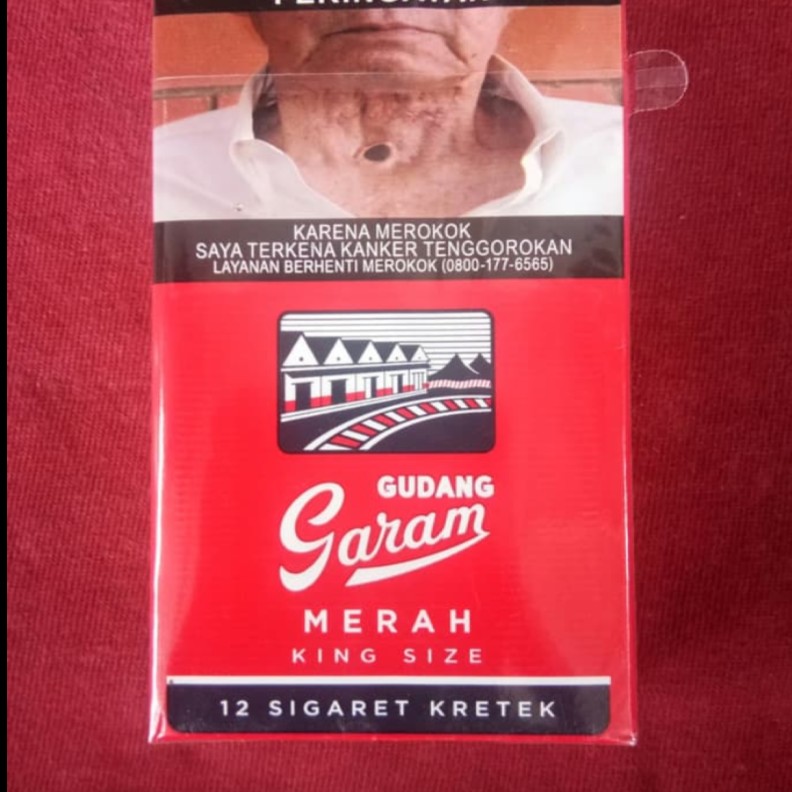 PERINGATAN
KARENA MEROKOK
SAYA TERKENA KANKER TENGGOROKAN
LAYANAN BERHENTI MEROKOK (0800-177-6565)
GUDANG
Garam
MERAH
KING SIZE
12 SIGARET KRETEK